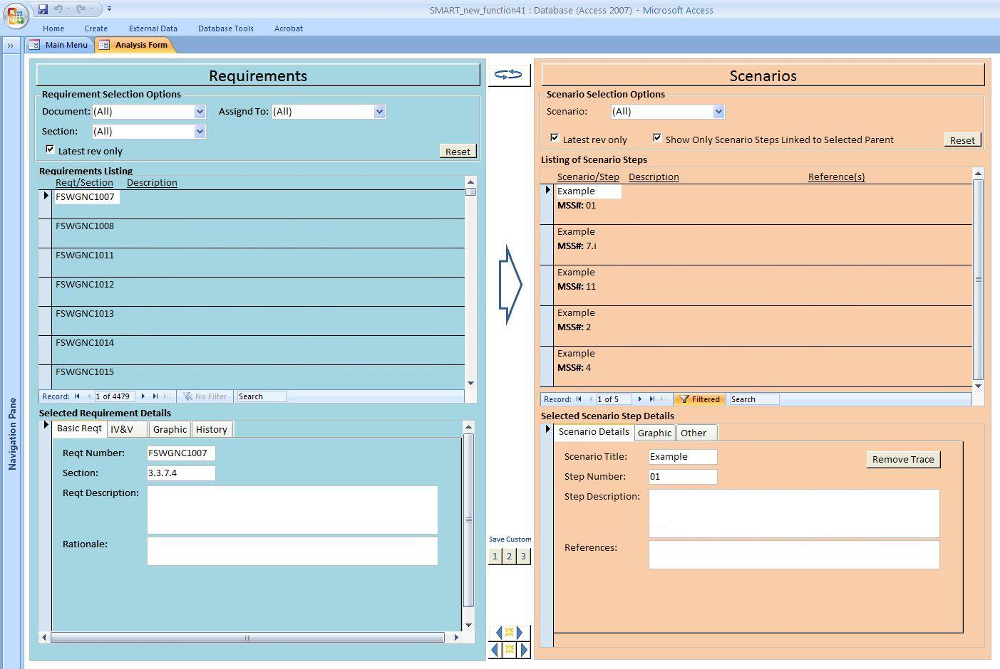 SMART_new_function41 : Database (Access 2007) - Microsoft Access
Home Create External Data Database Tools Acrobat
» Main Menu Analysis Form
Navigation Pane
Requirements
Requirement Selection Options
Document: (All) Assignd To: (All)
Section: (All)
Latest rev only
Reset
Requirements Listing
Reqt/Section Description
FSWGNC1007
FSWGNC1008
FSWGNC1011
FSWGNC1012
FSWGNC1013
FSWGNC1014
FSWGNC1015
Record: 1 of 4479 No Filter Search
Selected Requirement Details
Basic Reqt IV&V Graphic History
Reqt Number: FSWGNC1007
Section: 3.3.7.4
Reqt Description:
Rationale:
Save Custom
1 2 3
Scenarios
Scenario Selection Options
Scenario: (All)
Latest rev only Show Only Scenario Steps Linked to Selected Parent Reset
Listing of Scenario Steps
Scenario/Step Description Reference(s)
Example
MSS#: 01
Example
MSS#: 7.i
Example
MSS#: 11
Example
MSS#: 2
Example
MSS#: 4
Record: 1 of 5 Filtered Search
Selected Scenario Step Details
Scenario Details Graphic Other
Scenario Title: Example
Remove Trace
Step Number: 01
Step Description:
References: